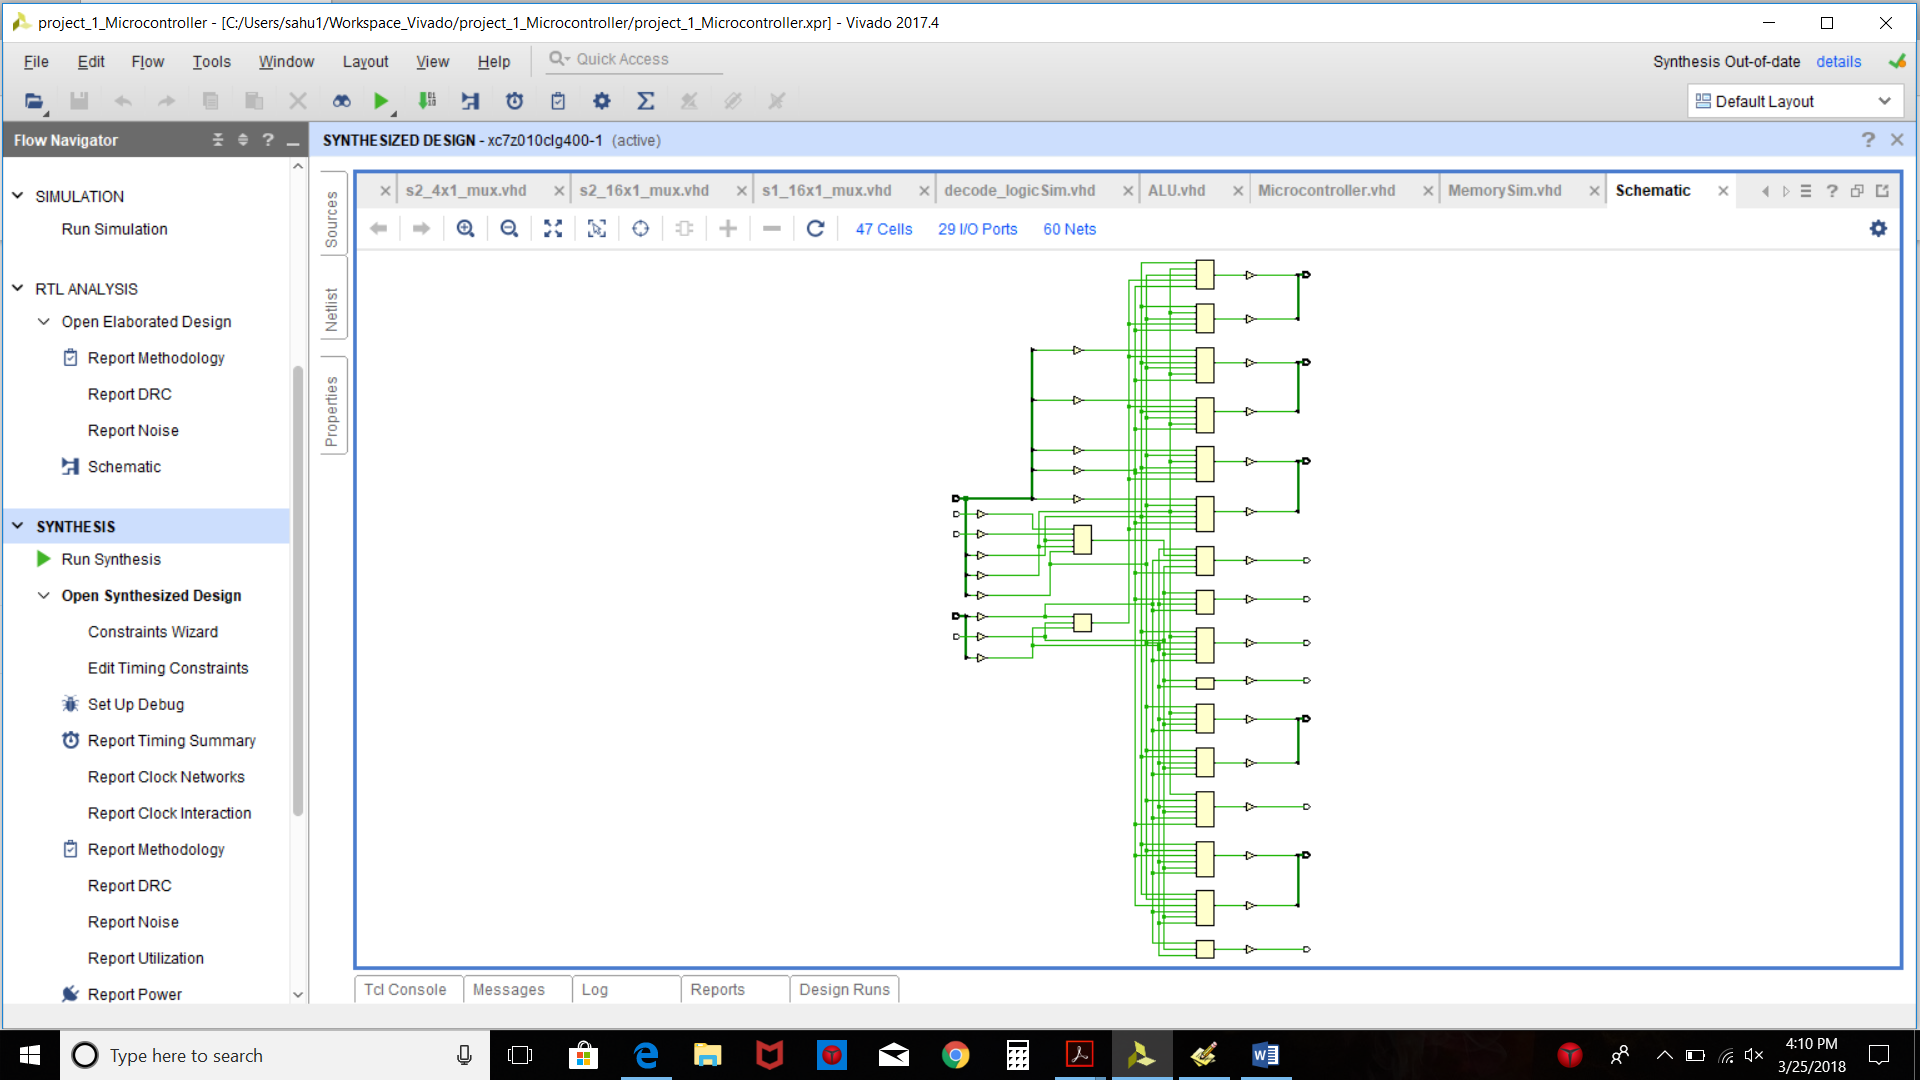 project_1_Microcontroller - [C:/Users/sahu1/Workspace_Vivado/project_1_Microcontroller/project_1_Microcontroller.xpr] - Vivado 2017.4
File Edit Flow Tools Window Layout View Help Quick Access
Synthesis Out-of-date details
Default Layout
Flow Navigator
SYNTHESIZED DESIGN - xc7z010clg400-1 (active)
SIMULATION
Run Simulation
RTL ANALYSIS
Open Elaborated Design
Report Methodology
Report DRC
Report Noise
Schematic
SYNTHESIS
Run Synthesis
Open Synthesized Design
Constraints Wizard
Edit Timing Constraints
Set Up Debug
Report Timing Summary
Report Clock Networks
Report Clock Interaction
Report Methodology
Report DRC
Report Noise
Report Utilization
Report Power
Sources
Netlist
Properties
s2_4x1_mux.vhd s2_16x1_mux.vhd s1_16x1_mux.vhd decode_logicSim.vhd ALU.vhd Microcontroller.vhd MemorySim.vhd Schematic
47 Cells 29 I/O Ports 60 Nets
Tcl Console Messages Log Reports Design Runs
Type here to search
4:10 PM
3/25/2018